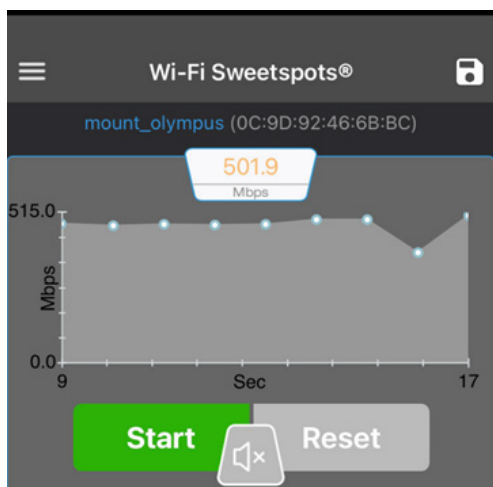 Wi-Fi Sweetspots®
mount_olympus (0C:9D:92:46:6B:BC)
501.9
Mbps
515.0
Mbps
0.0
9 Sec 17
Start Reset